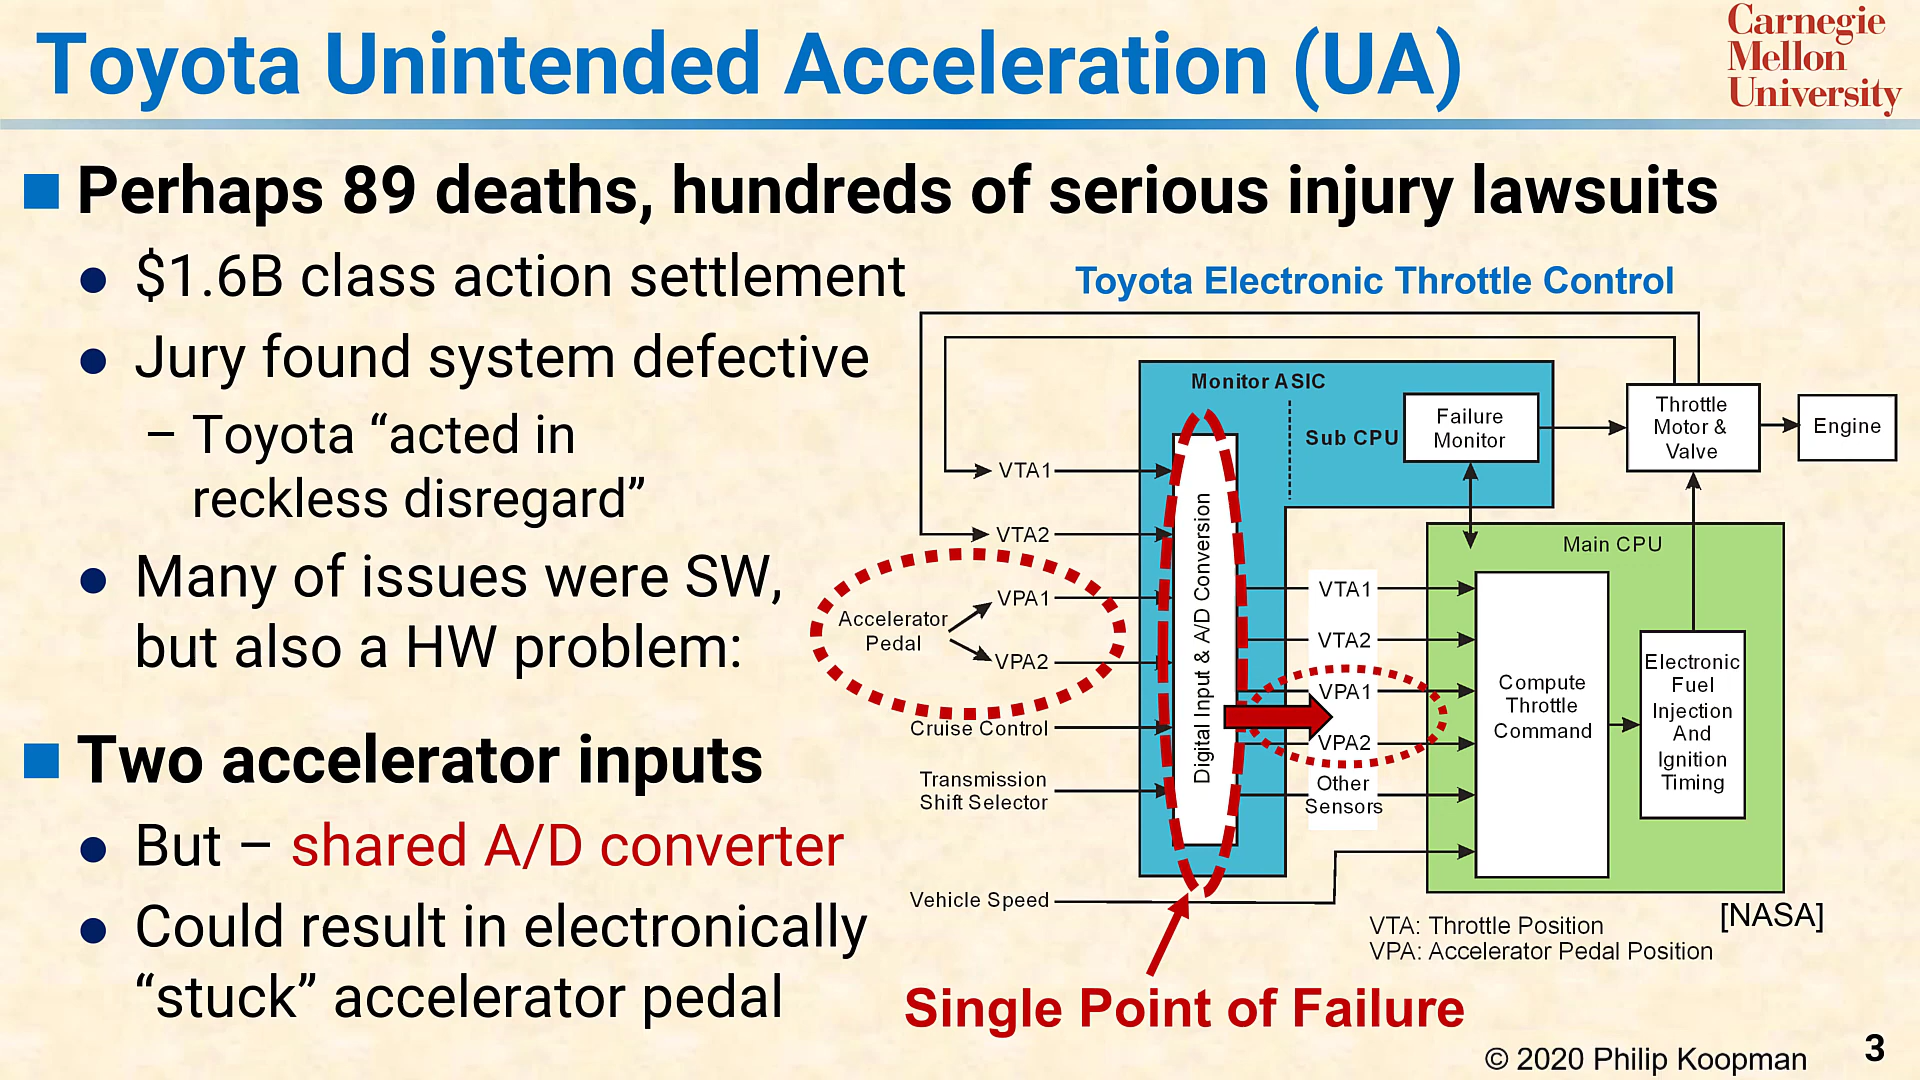 Toyota Unintended Acceleration (UA)
Carnegie
Mellon
University
Perhaps 89 deaths, hundreds of serious injury lawsuits
$1.6B class action settlement
Jury found system defective
– Toyota “acted in
reckless disregard”
Many of issues were SW,
but also a HW problem:
Two accelerator inputs
But – shared A/D converter
Could result in electronically
“stuck” accelerator pedal
Toyota Electronic Throttle Control
Monitor ASIC
Sub CPU
Failure
Monitor
Throttle
Motor &
Valve
Engine
VTA1
VTA2
Accelerator
Pedal
VPA1
VPA2
Cruise Control
Transmission
Shift Selector
Vehicle Speed
Digital Input & A/D Conversion
VTA1
VTA2
VPA1
VPA2
Other
Sensors
Main CPU
Compute
Throttle
Command
Electronic
Fuel
Injection
And
Ignition
Timing
VTA: Throttle Position
VPA: Accelerator Pedal Position
[NASA]
Single Point of Failure
© 2020 Philip Koopman
3